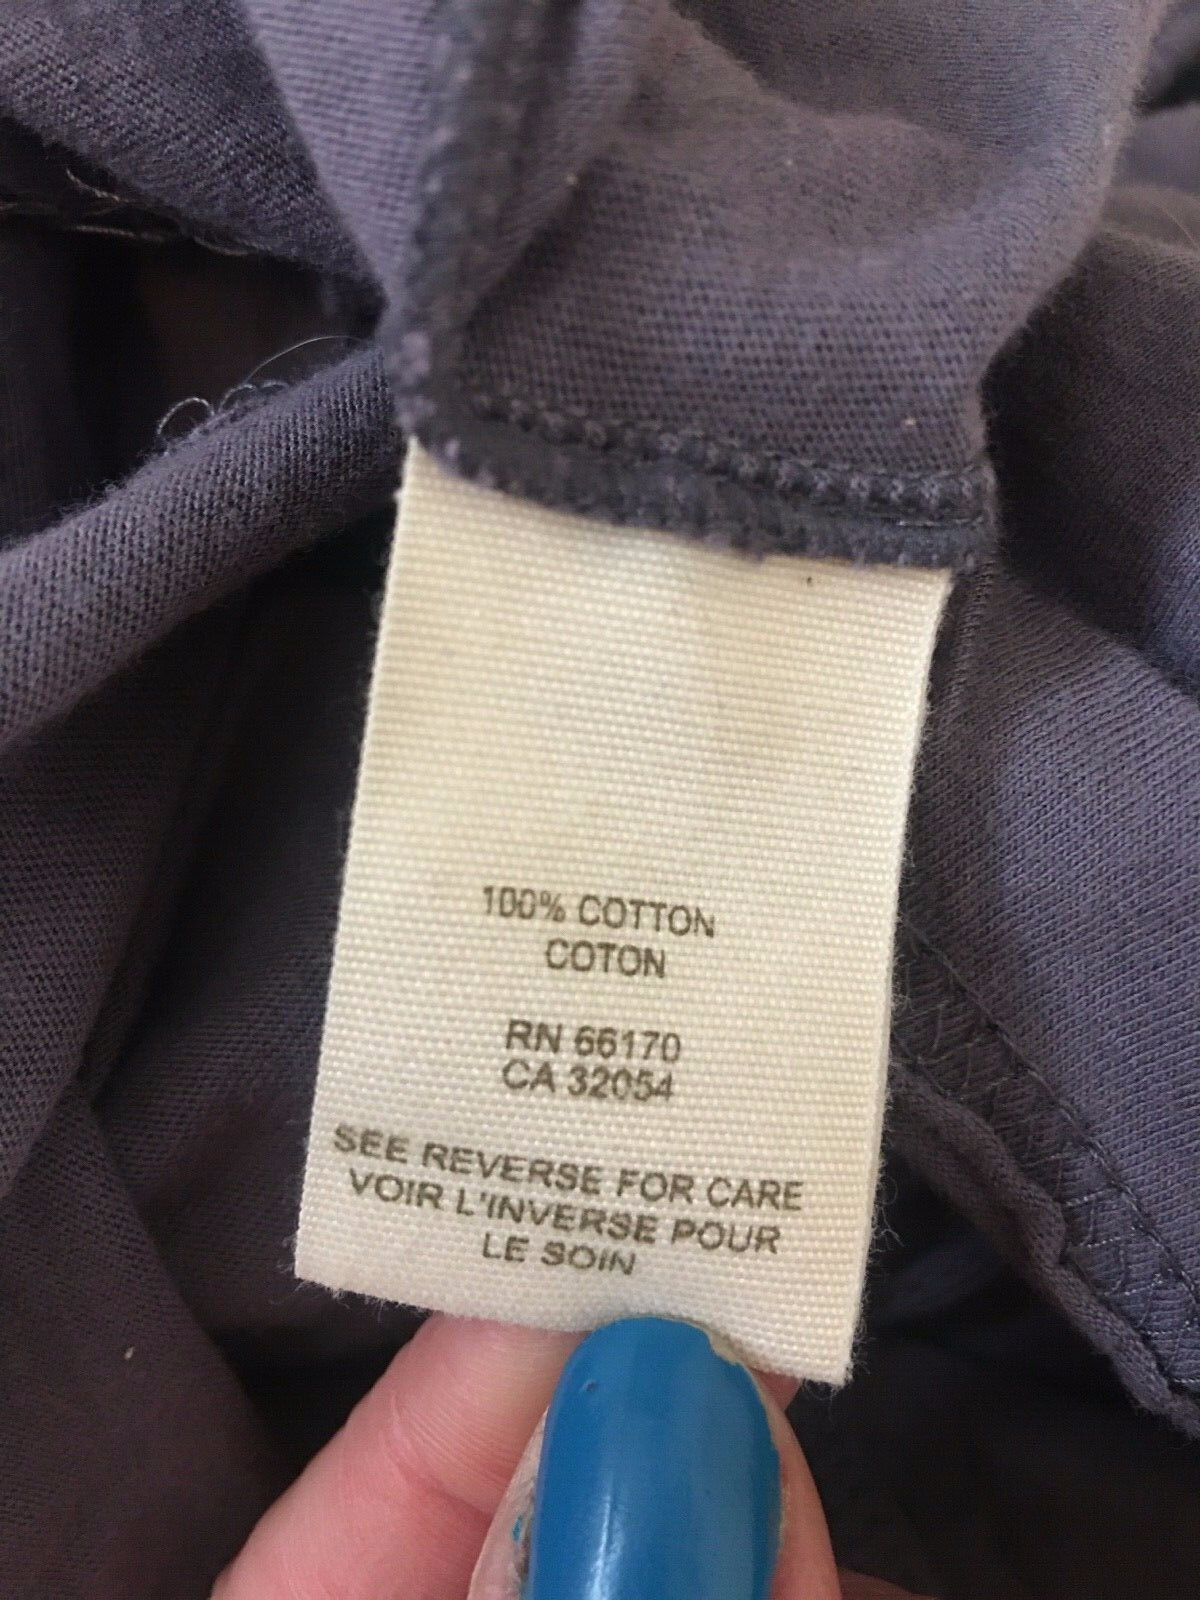 100% COTTON
COTON
RN 66170
CA 32054
SEE REVERSE FOR CARE
VOIR L'INVERSE POUR
LE SOIN